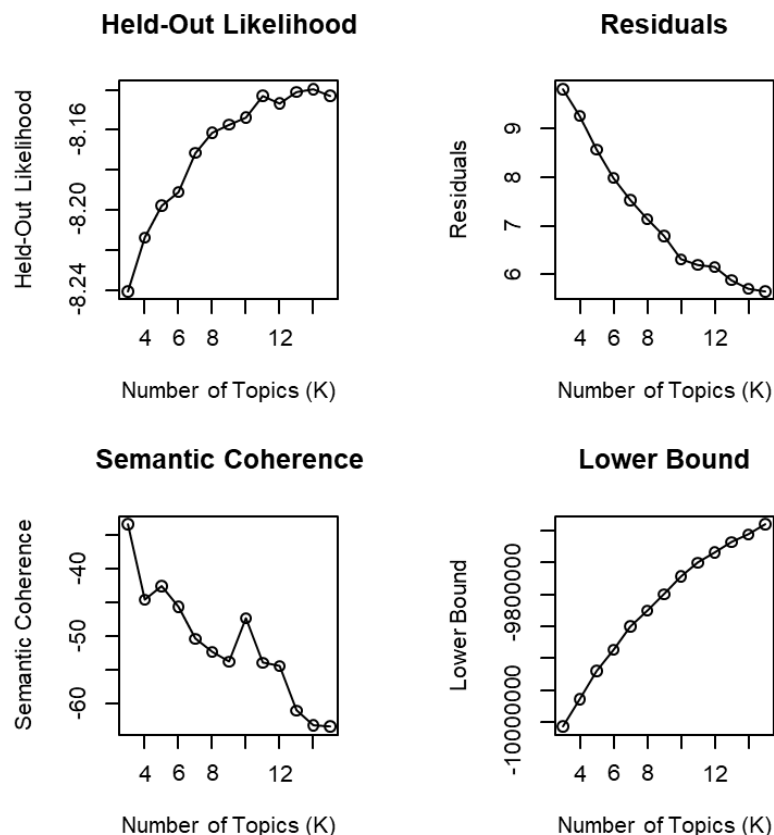 Held-Out Likelihood
Held-Out Likelihood
-8.16
-8.20
-8.24
4 6 8 12
Number of Topics (K)
Residuals
Residuals
9
8
7
6
4 6 8 12
Number of Topics (K)
Semantic Coherence
Semantic Coherence
-40
-50
-60
4 6 8 12
Number of Topics (K)
Lower Bound
Lower Bound
-9800000
-10000000
4 6 8 12
Number of Topics (K)